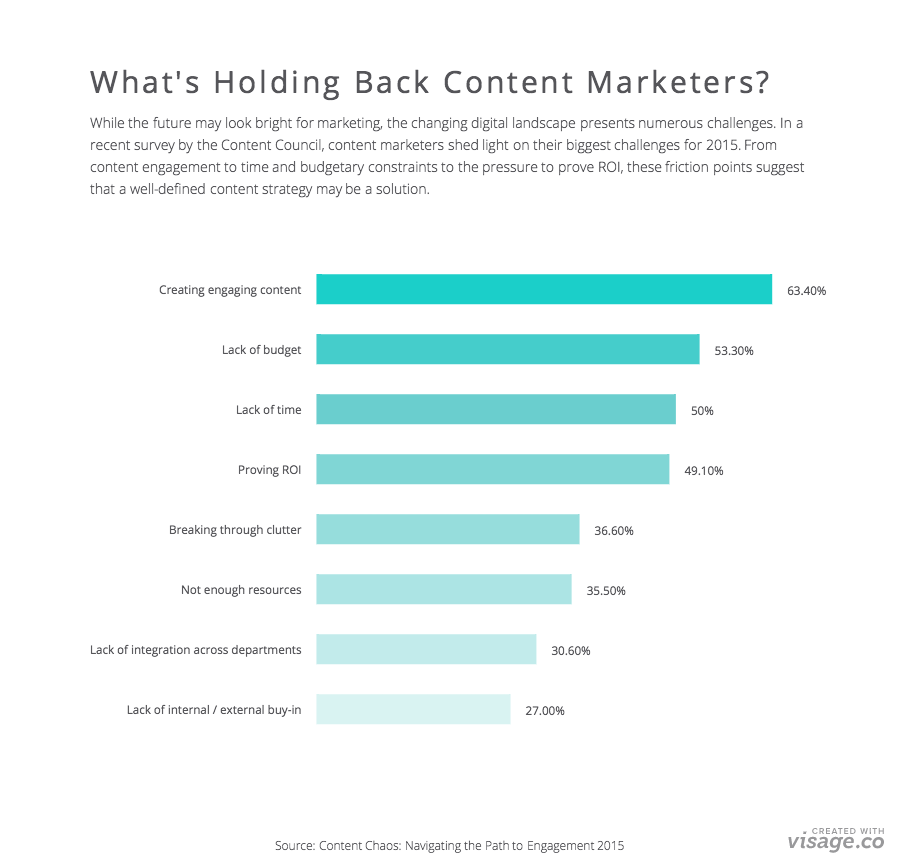 What's Holding Back Content Marketers?
While the future may look bright for marketing, the changing digital landscape presents numerous challenges. In a
recent survey by the Content Council, content marketers shed light on their biggest challenges for 2015. From
content engagement to time and budgetary constraints to the pressure to prove ROI, these friction points suggest
that a well-defined content strategy may be a solution.
Creating engaging content 63.40%
Lack of budget 53.30%
Lack of time 50%
Proving ROI 49.10%
Breaking through clutter 36.60%
Not enough resources 35.50%
Lack of integration across departments 30.60%
Lack of internal / external buy-in 27.00%
Source: Content Chaos: Navigating the Path to Engagement 2015
CREATED WITH
visage.co